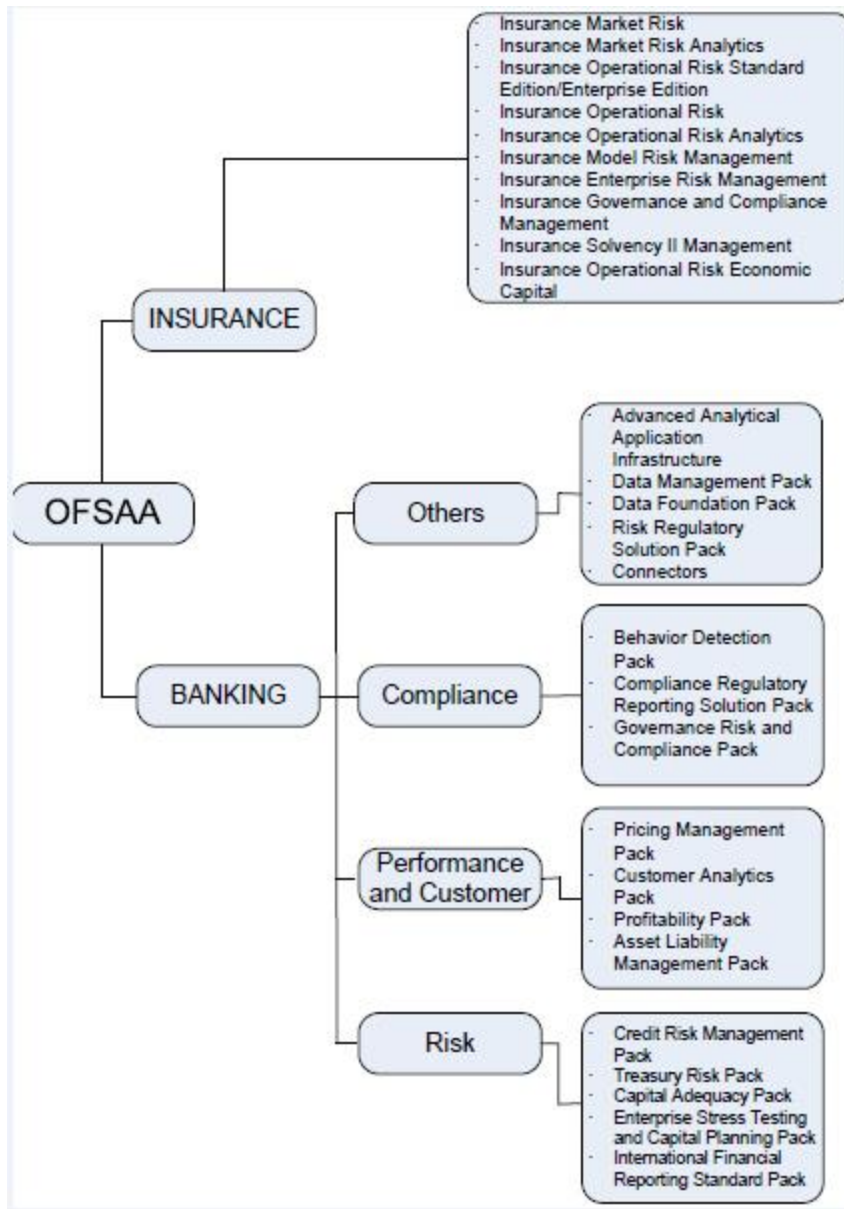 - Insurance Market Risk
- Insurance Market Risk Analytics
- Insurance Operational Risk Standard
Edition/Enterprise Edition
- Insurance Operational Risk
- Insurance Operational Risk Analytics
- Insurance Model Risk Management
- Insurance Enterprise Risk Management
- Insurance Governance and Compliance
Management
- Insurance Solvency II Management
- Insurance Operational Risk Economic
Capital
INSURANCE
OFSAA
BANKING
Others
- Advanced Analytical
Application
Infrastructure
- Data Management Pack
- Data Foundation Pack
- Risk Regulatory
Solution Pack
- Connectors
Compliance
- Behavior Detection
Pack
- Compliance Regulatory
Reporting Solution Pack
- Governance Risk and
Compliance Pack
Performance
and Customer
- Pricing Management
Pack
- Customer Analytics
Pack
- Profitability Pack
- Asset Liability
Management Pack
Risk
- Credit Risk Management
Pack
- Treasury Risk Pack
- Capital Adequacy Pack
- Enterprise Stress Testing
and Capital Planning Pack
- International Financial
Reporting Standard Pack